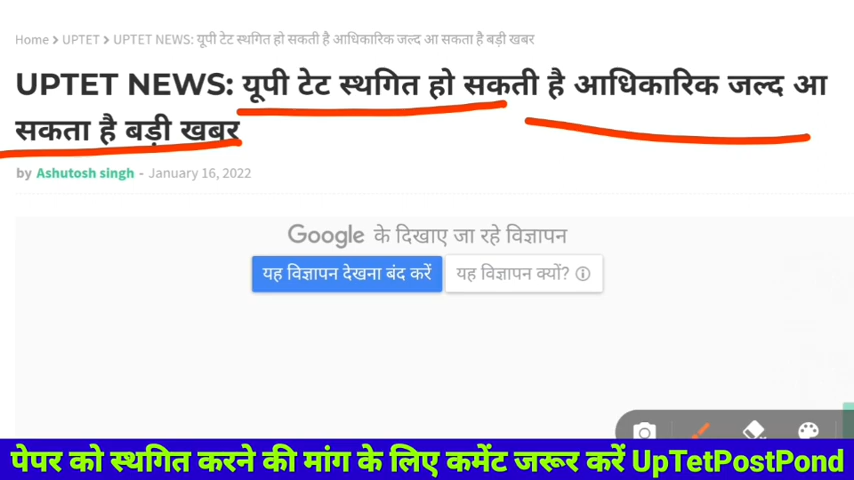 Home > UPTET > UPTET NEWS: यूपी टेट स्थगित हो सकती है आधिकारिक जल्द आ सकता है बड़ी खबर
UPTET NEWS: यूपी टेट स्थगित हो सकती है आधिकारिक जल्द आ
सकता है बड़ी खबर
by Ashutosh singh - January 16, 2022
Google के दिखाए जा रहे विज्ञापन
यह विज्ञापन देखना बंद करें यह विज्ञापन क्यों?
पेपर को स्थगित करने की मांग के लिए कमेंट जरूर करें UpTetPostPond